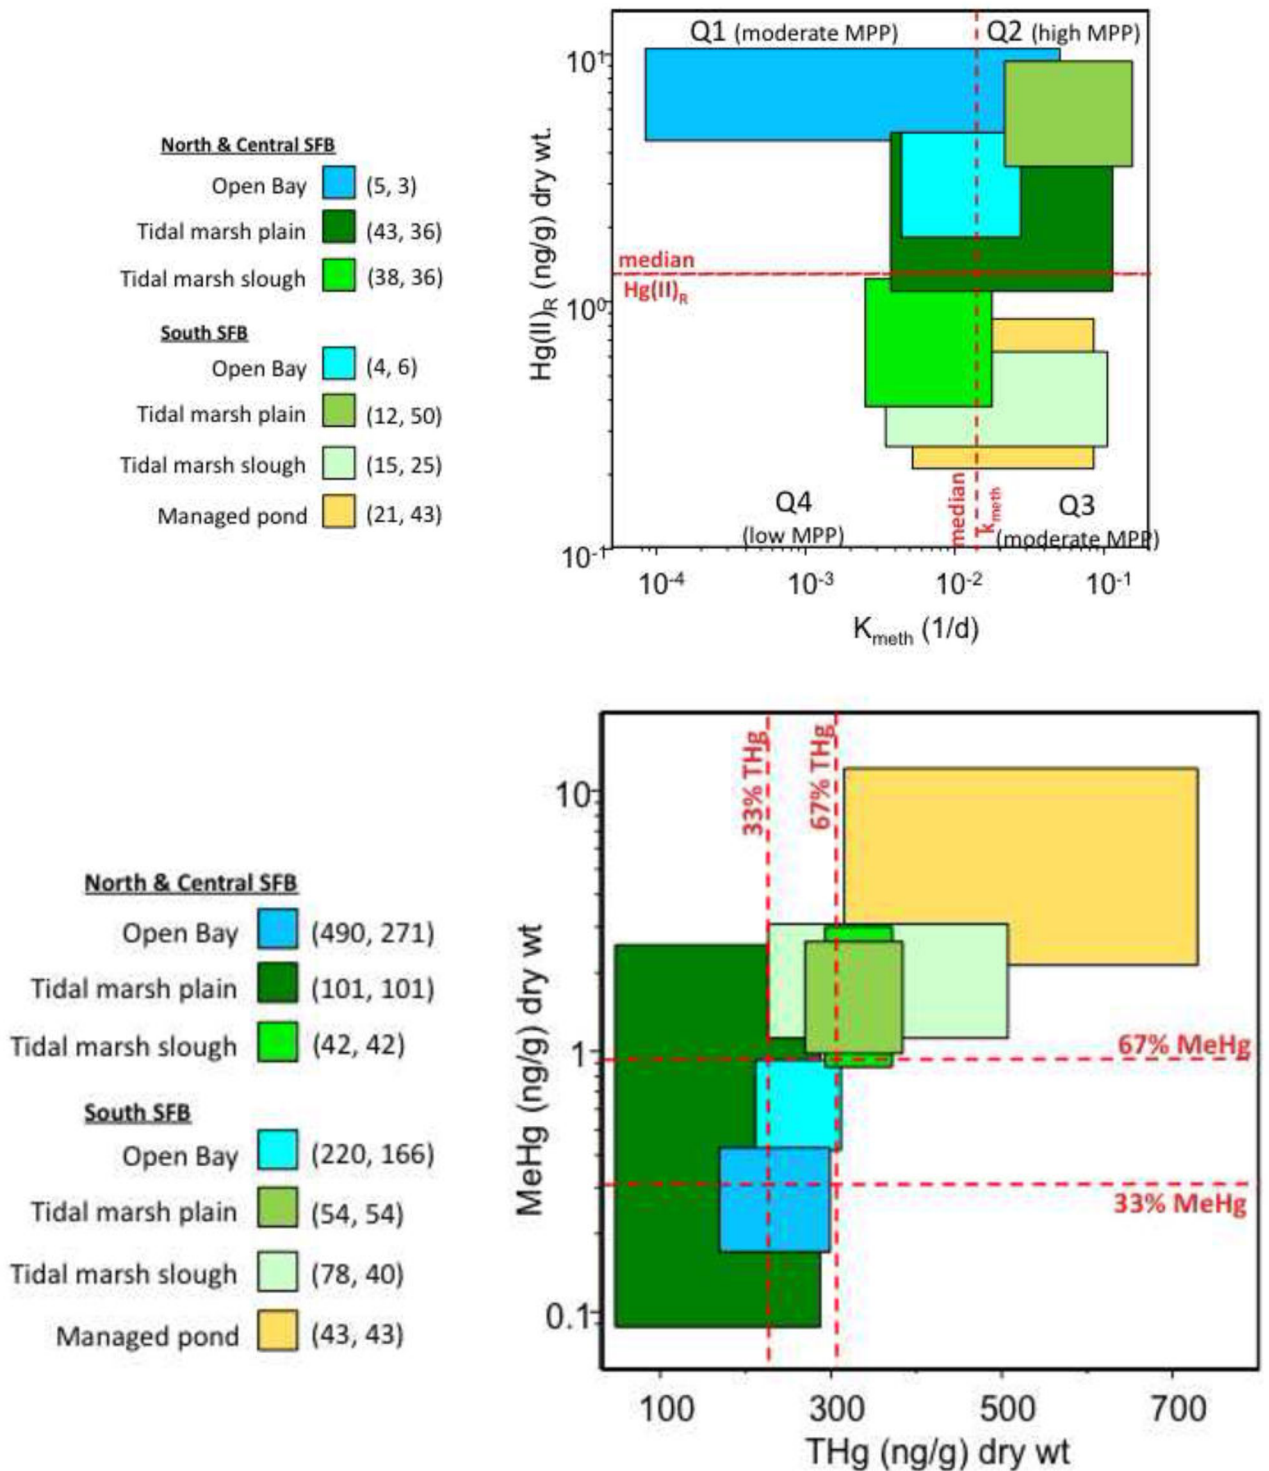 Q1 (moderate MPP)
Q2 (high MPP)
10¹
North & Central SFB
Open Bay (5, 3)
Tidal marsh plain (43, 36)
Tidal marsh slough (38, 36)
South SFB
Open Bay (4, 6)
Tidal marsh plain (12, 50)
Tidal marsh slough (15, 25)
Managed pond (21, 43)
Hg(II)R (ng/g) dry wt.
median
Hg(II)R
10⁰
median
kmeth
Q4
(low MPP)
Q3
(moderate MPP)
10⁻¹
10⁻⁴ 10⁻³ 10⁻² 10⁻¹
Kmeth (1/d)
33% THg
67% THg
10
North & Central SFB
Open Bay (490, 271)
Tidal marsh plain (101, 101)
Tidal marsh slough (42, 42)
South SFB
Open Bay (220, 166)
Tidal marsh plain (54, 54)
Tidal marsh slough (78, 40)
Managed pond (43, 43)
MeHg (ng/g) dry wt
1
67% MeHg
33% MeHg
0.1
100 300 500 700
THg (ng/g) dry wt